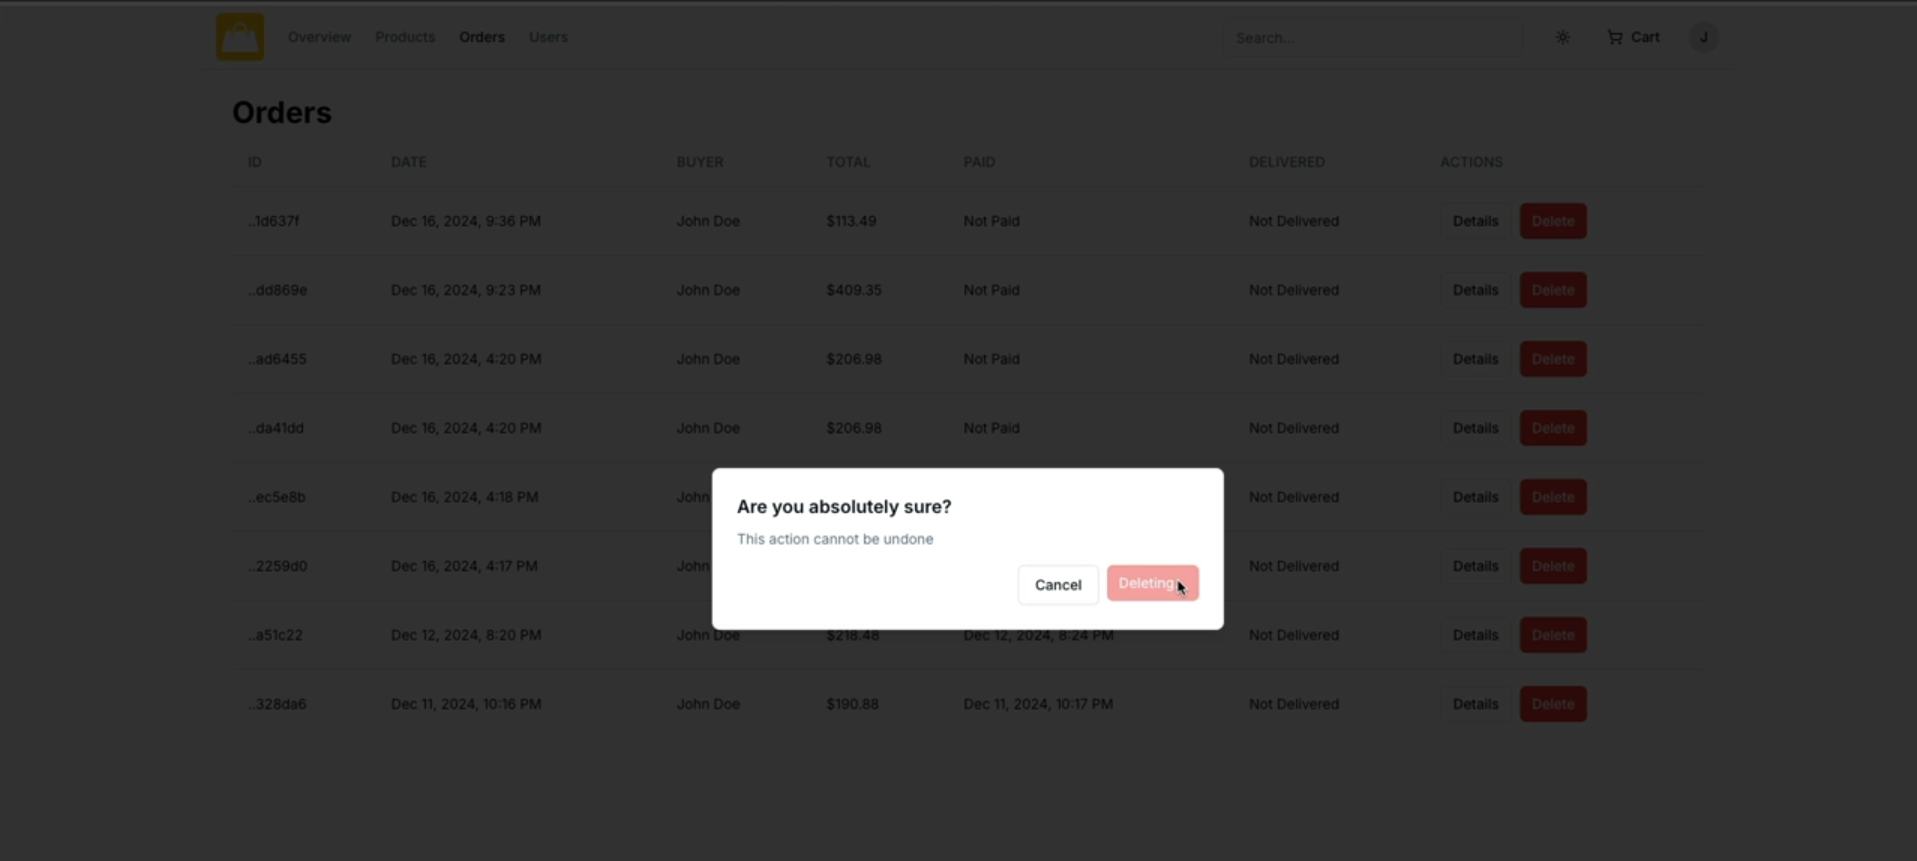 Overview Products Orders Users Search... Cart J
Orders
ID DATE BUYER TOTAL PAID DELIVERED ACTIONS
..1d637f Dec 16, 2024, 9:36 PM John Doe $113.49 Not Paid Not Delivered Details Delete
..dd869e Dec 16, 2024, 9:23 PM John Doe $409.35 Not Paid Not Delivered Details Delete
..ad6455 Dec 16, 2024, 4:20 PM John Doe $206.98 Not Paid Not Delivered Details Delete
..da41dd Dec 16, 2024, 4:20 PM John Doe $206.98 Not Paid Not Delivered Details Delete
..ec5e8b Dec 16, 2024, 4:18 PM John Not Delivered Details Delete
..2259d0 Dec 16, 2024, 4:17 PM John Not Delivered Details Delete
..a51c22 Dec 12, 2024, 8:20 PM John Doe $218.48 Dec 12, 2024, 8:24 PM Not Delivered Details Delete
..328da6 Dec 11, 2024, 10:16 PM John Doe $190.88 Dec 11, 2024, 10:17 PM Not Delivered Details Delete
Are you absolutely sure?
This action cannot be undone
Cancel Deleting